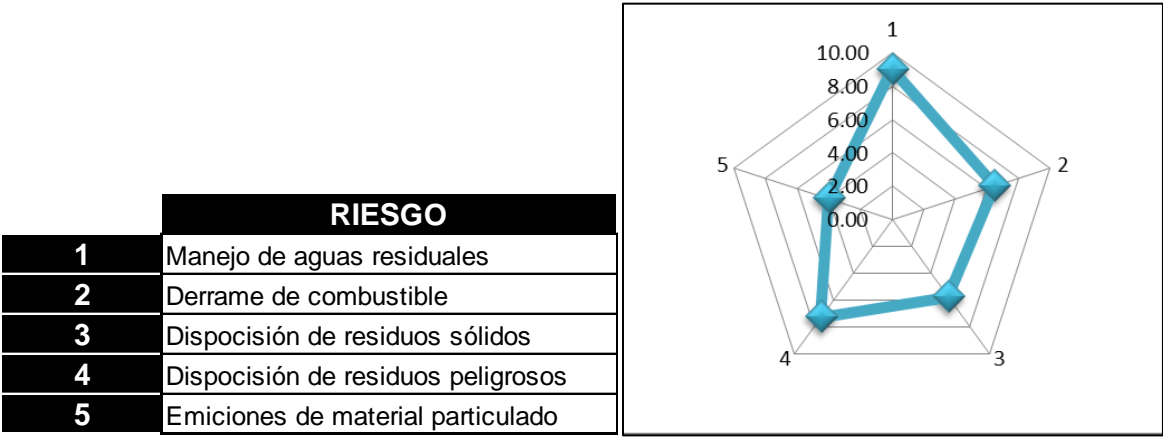 RIESGO
1 Manejo de aguas residuales
2 Derrame de combustible
3 Dispocisión de residuos sólidos
4 Dispocisión de residuos peligrosos
5 Emiciones de material particulado
1
10.00
8.00
6.00
4.00
5
2
2.00
0.00
4
3